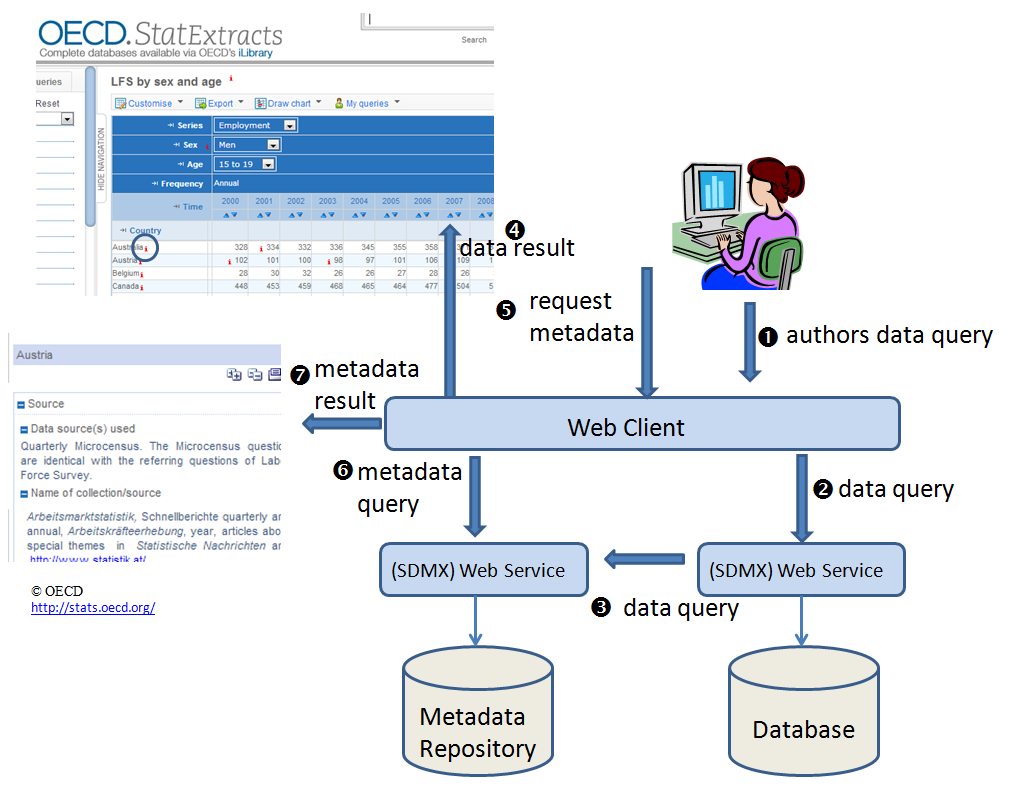 OECD.StatExtracts
Complete databases available via OECD's iLibrary
Search
ueries
Reset
HIDE NAVIGATION
LFS by sex and age i
Customise Export Draw chart My queries
Series Employment
Sex i Men
Age 15 to 19
Frequency Annual
Time 2000 2001 2002 2003 2004 2005 2006 2007 2008
Country
Australia i 328 i 334 332 336 345 355 358
Austria i i 102 101 100 i 98 97 101 106 109
Belgium i 28 30 32 26 26 27 28 26
Canada i 448 453 459 468 465 464 477 504 5
4
data result
5 request
metadata
1 authors data query
Austria
Source
Data source(s) used
Quarterly Microcensus. The Microcensus questic
are identical with the referring questions of Labo
Force Survey.
Name of collection/source
Arbeitsmarktstatistik, Schnellberichte quarterly an
annual, Arbeitskräfteerhebung, year, articles abo
special themes in Statistische Nachrichten an
http://www.statistik.at/
7 metadata
result
Web Client
6 metadata
query
2 data query
(SDMX) Web Service
(SDMX) Web Service
3 data query
© OECD
http://stats.oecd.org/
Metadata
Repository
Database